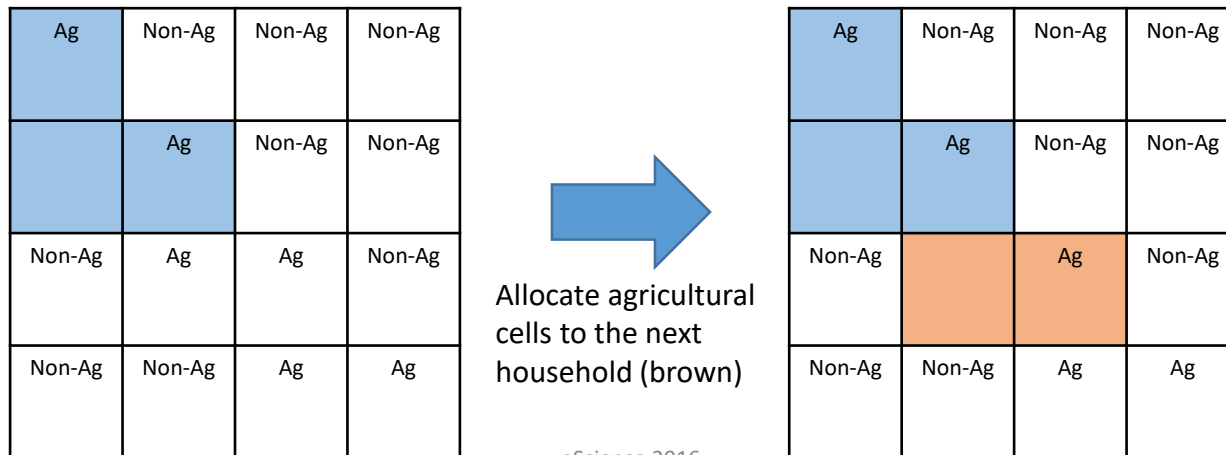 Ag Non-Ag Non-Ag Non-Ag
Ag Non-Ag Non-Ag
Non-Ag Ag Ag Non-Ag
Non-Ag Non-Ag Ag Ag
Allocate agricultural
cells to the next
household (brown)
Ag Non-Ag Non-Ag Non-Ag
Ag Non-Ag Non-Ag
Non-Ag Ag Non-Ag
Non-Ag Non-Ag Ag Ag